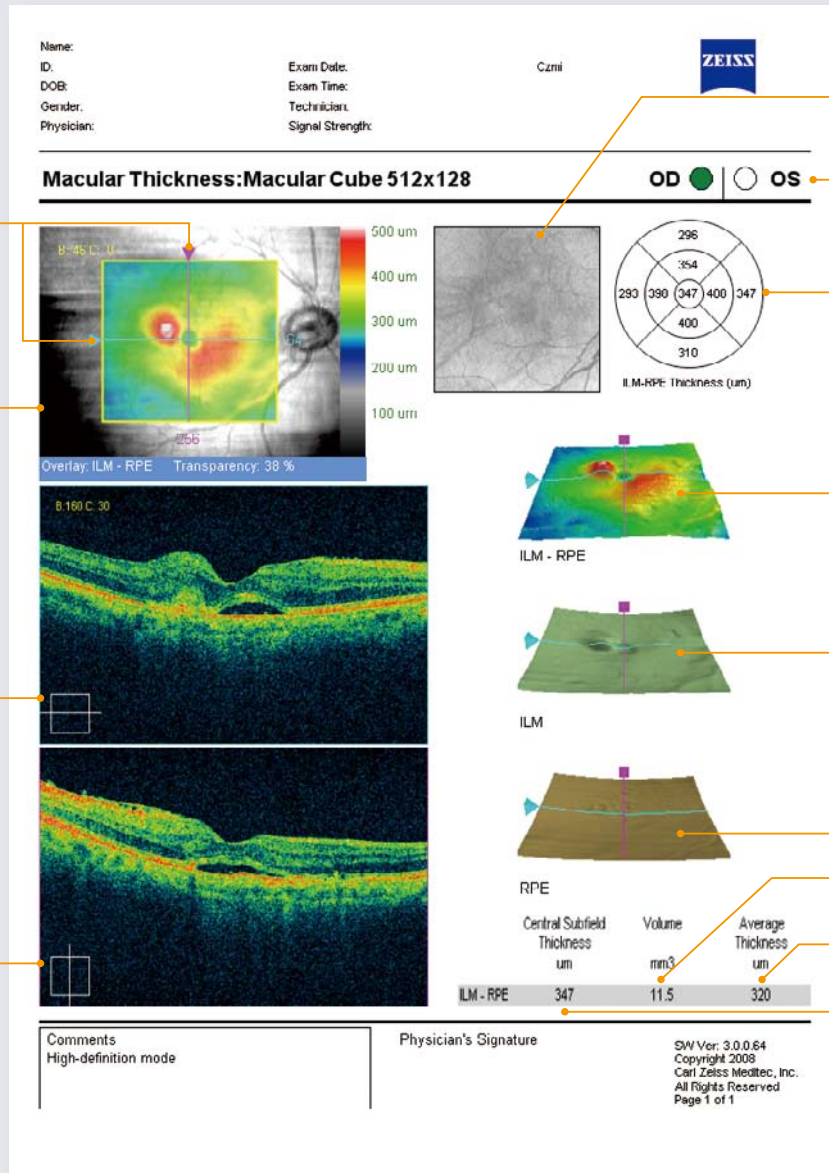 Name:
ID: Exam Date: Czmi
DOB: Exam Time:
Gender: Technician:
Physician: Signal Strength:
ZEISS
Macular Thickness:Macular Cube 512x128
OD OS
500 um
400 um
300 um
200 um
100 um
Overlay: ILM - RPE Transparency: 38 %
296
354
293 390 347 400 347
400
310
ILM-RPE Thickness (um)
B:160 C: 30
ILM - RPE
ILM
RPE
Central Subfield Volume Average
Thickness Thickness
um mm3 um
ILM - RPE 347 11.5 320
Comments
High-definition mode
Physician's Signature
SW Ver: 3.0.0.64
Copyright 2008
Carl Zeiss Meditec, Inc.
All Rights Reserved
Page 1 of 1